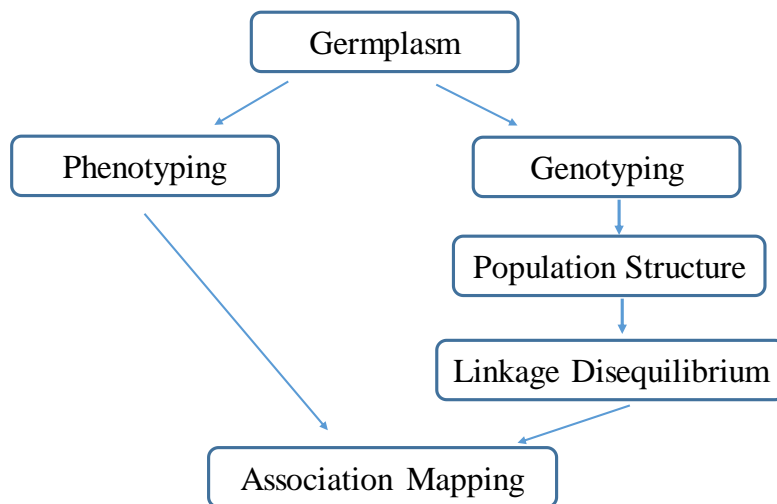 Germplasm
Phenotyping
Genotyping
Population Structure
Linkage Disequilibrium
Association Mapping